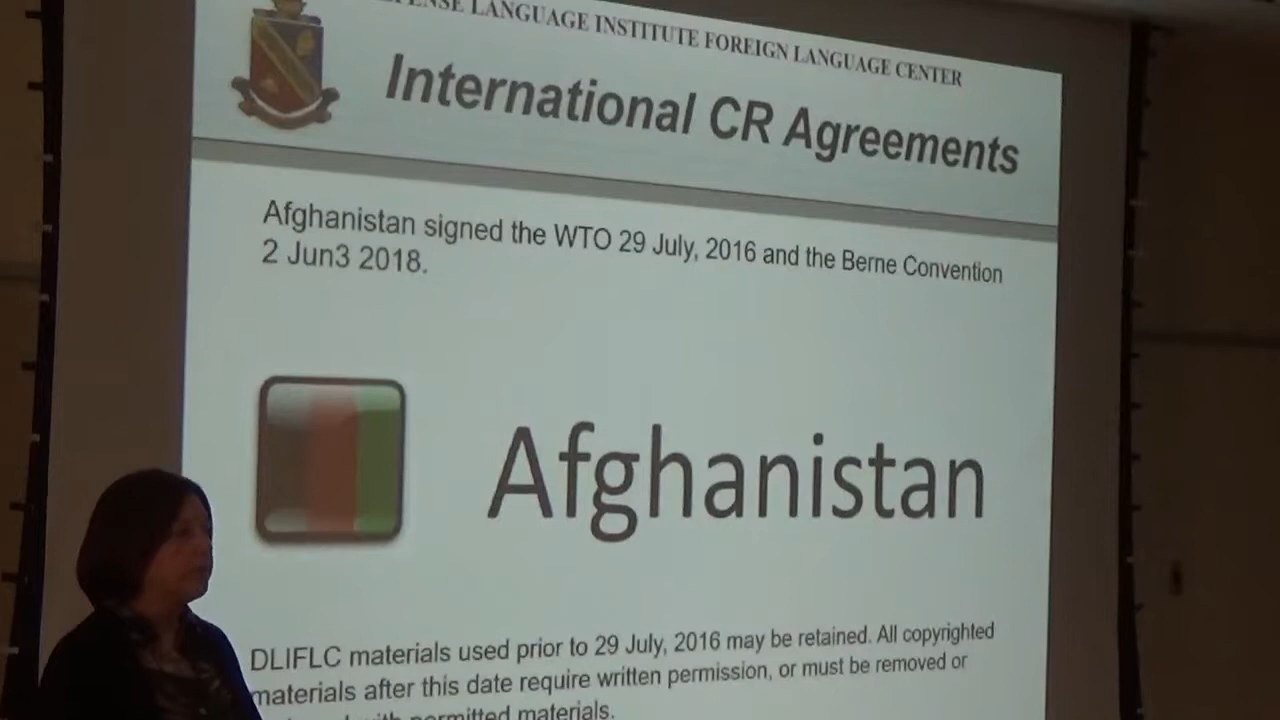 LANGUAGE INSTITUTE FOREIGN LANGUAGE CENTER
International CR Agreements
Afghanistan signed the WTO 29 July, 2016 and the Berne Convention
2 Jun3 2018.
Afghanistan
DLIFLC materials used prior to 29 July, 2016 may be retained. All copyrighted
materials after this date require written permission, or must be removed or
with permitted materials.